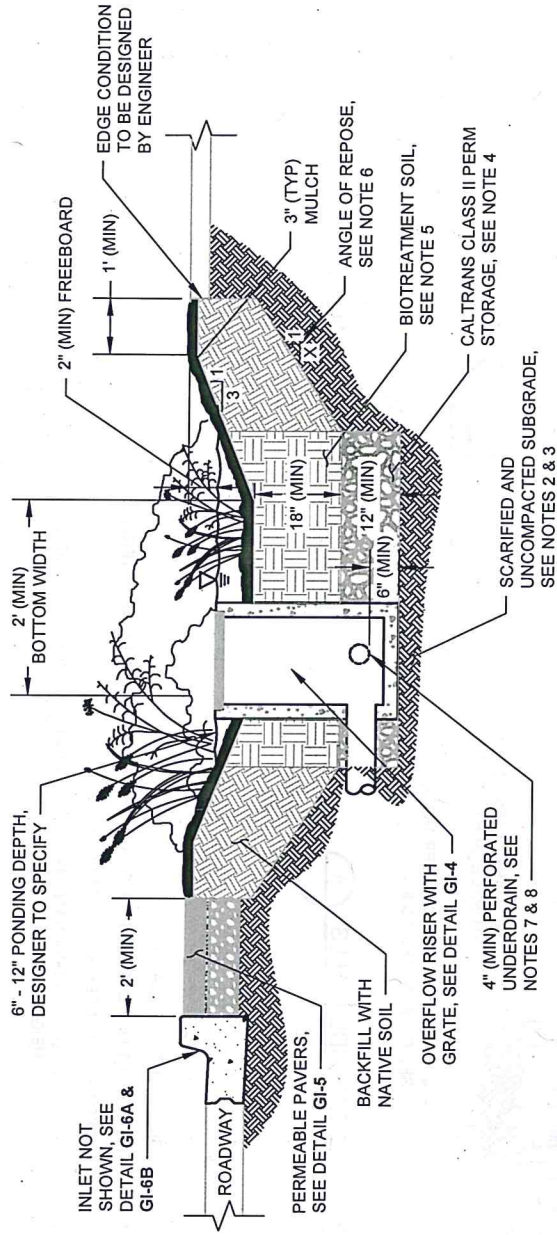 6" - 12" PONDING DEPTH,
DESIGNER TO SPECIFY
2' (MIN)
BOTTOM WIDTH
2" (MIN) FREEBOARD
1' (MIN)
EDGE CONDITION
TO BE DESIGNED
BY ENGINEER
INLET NOT
SHOWN, SEE
DETAIL GI-6A &
GI-6B
2' (MIN)
ROADWAY
PERMEABLE PAVERS,
SEE DETAIL GI-5
BACKFILL WITH
NATIVE SOIL
OVERFLOW RISER WITH
GRATE, SEE DETAIL GI-4
4" (MIN) PERFORATED
UNDERDRAIN, SEE
NOTES 7 & 8
1
3
18" (MIN)
12" (MIN)
6" (MIN)
1
X
3" (TYP)
MULCH
ANGLE OF REPOSE,
SEE NOTE 6
BIOTREATMENT SOIL,
SEE NOTE 5
CALTRANS CLASS II PERM
STORAGE, SEE NOTE 4
SCARIFIED AND
UNCOMPACTED SUBGRADE,
SEE NOTES 2 & 3